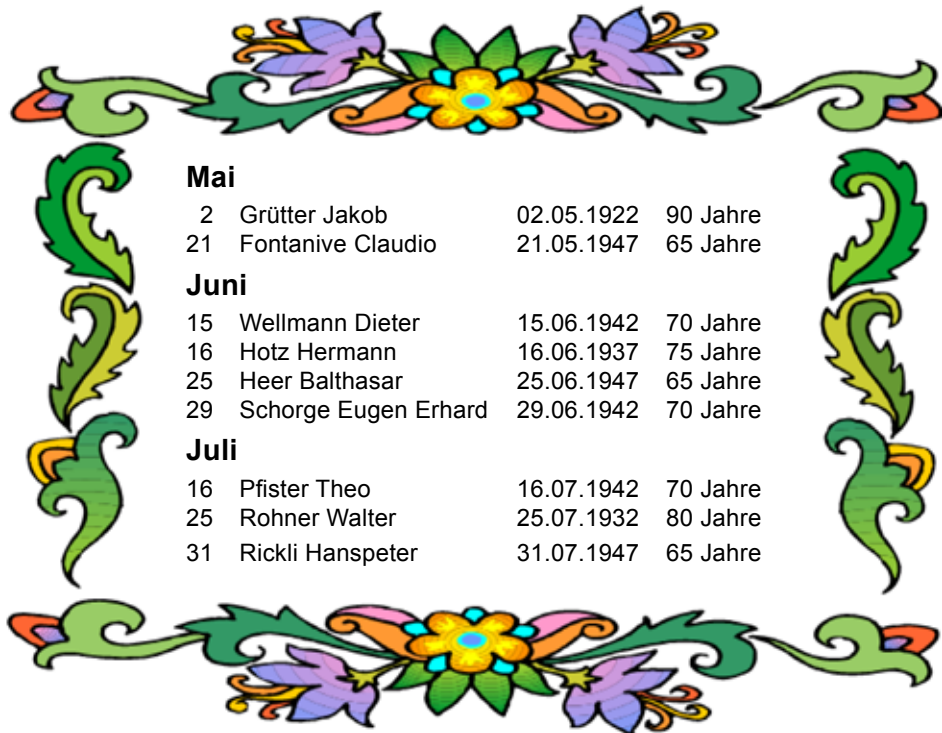 Mai
2 Grütter Jakob 02.05.1922 90 Jahre
21 Fontanive Claudio 21.05.1947 65 Jahre
Juni
15 Wellmann Dieter 15.06.1942 70 Jahre
16 Hotz Hermann 16.06.1937 75 Jahre
25 Heer Balthasar 25.06.1947 65 Jahre
29 Schorge Eugen Erhard 29.06.1942 70 Jahre
Juli
16 Pfister Theo 16.07.1942 70 Jahre
25 Rohner Walter 25.07.1932 80 Jahre
31 Rickli Hanspeter 31.07.1947 65 Jahre